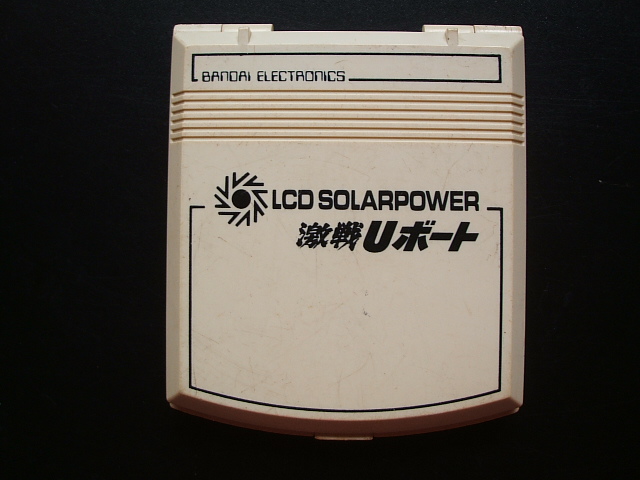 BANDAI ELECTRONICS
LCD SOLARPOWER
激戦Uボート